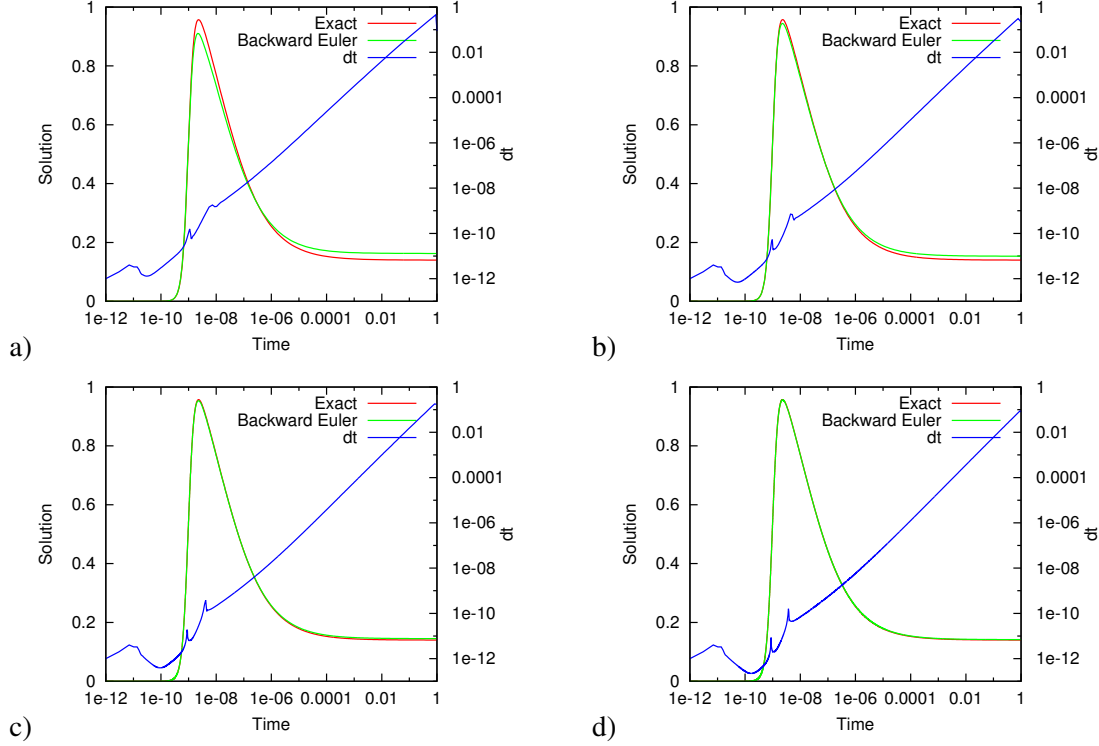 1
0.8
0.6
0.4
0.2
0
Solution
Exact
Backward Euler
dt
1
0.01
0.0001
1e-06
1e-08
1e-10
1e-12
dt
1e-12 1e-10 1e-08 1e-06 0.0001 0.01 1
Time
a)
1
0.8
0.6
0.4
0.2
0
Solution
Exact
Backward Euler
dt
1
0.01
0.0001
1e-06
1e-08
1e-10
1e-12
dt
1e-12 1e-10 1e-08 1e-06 0.0001 0.01 1
Time
b)
1
0.8
0.6
0.4
0.2
0
Solution
Exact
Backward Euler
dt
1
0.01
0.0001
1e-06
1e-08
1e-10
1e-12
dt
1e-12 1e-10 1e-08 1e-06 0.0001 0.01 1
Time
c)
1
0.8
0.6
0.4
0.2
0
Solution
Exact
Backward Euler
dt
1
0.01
0.0001
1e-06
1e-08
1e-10
1e-12
dt
1e-12 1e-10 1e-08 1e-06 0.0001 0.01 1
Time
d)